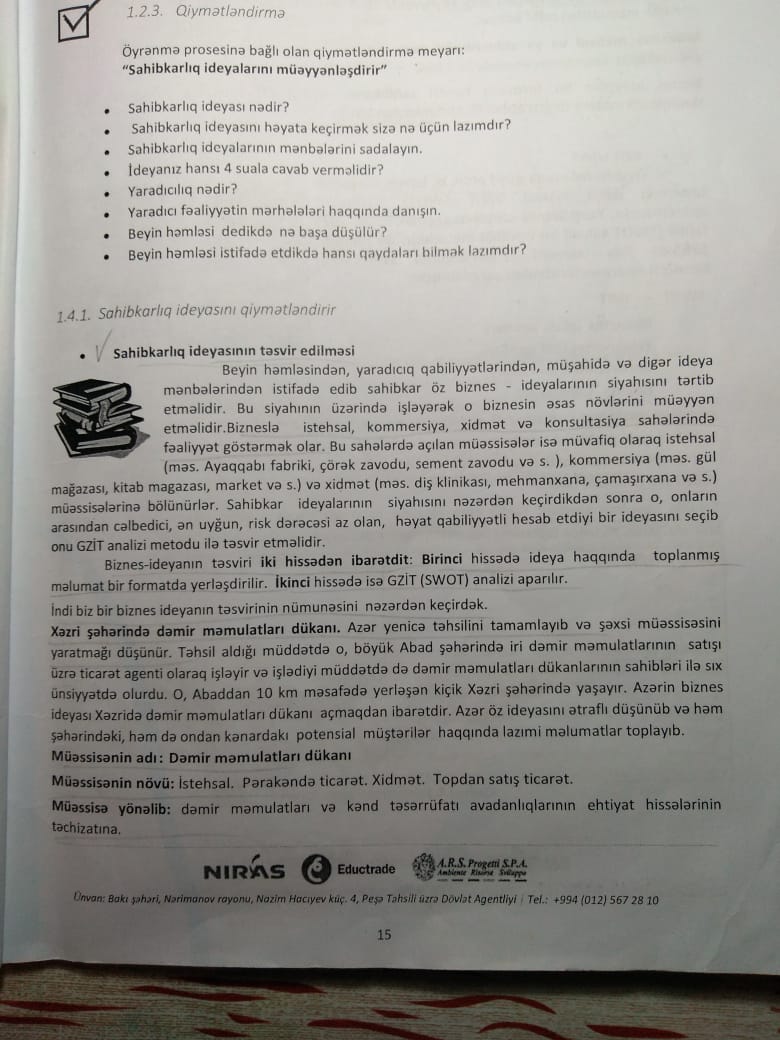 1.2.3. Qiymətləndirmə
Öyrənmə prosesinə bağlı olan qiymətləndirmə meyarı:
“Sahibkarlıq ideyalarını müəyyənləşdirir”
• Sahibkarlıq ideyası nədir?
• Sahibkarlıq ideyasını həyata keçirmək sizə nə üçün lazımdır?
• Sahibkarlıq ideyalarının mənbələrini sadalayın.
• İdeyanız hansı 4 suala cavab verməlidir?
• Yaradıcılıq nədir?
• Yaradıcı fəaliyyətin mərhələləri haqqında danışın.
• Beyin həmləsi dedikdə nə başa düşülür?
• Beyin həmləsi istifadə etdikdə hansı qaydaları bilmək lazımdır?
1.4.1. Sahibkarlıq ideyasını qiymətləndirir
• Sahibkarlıq ideyasının təsvir edilməsi
Beyin həmləsindən, yaradıcıq qabiliyyətlərindən, müşahidə və digər ideya
mənbələrindən istifadə edib sahibkar öz biznes - ideyalarının siyahısını tərtib
etməlidir. Bu siyahının üzərində işləyərək o biznesin əsas növlərini müəyyən
etməlidir.Bizneslə istehsal, kommersiya, xidmət və konsultasiya sahələrində
fəaliyyət göstərmək olar. Bu sahələrdə açılan müəssisələr isə müvafiq olaraq istehsal
(məs. Ayaqqabı fabriki, çörək zavodu, sement zavodu və s. ), kommersiya (məs. gül
mağazası, kitab magazası, market və s.) və xidmət (məs. diş klinikası, mehmanxana, çamaşırxana və s.)
müəssisələrinə bölünürlər. Sahibkar ideyalarının siyahısını nəzərdən keçirdikdən sonra o, onların
arasından cəlbedici, ən uyğun, risk dərəcəsi az olan, həyat qabiliyyətli hesab etdiyi bir ideyasını seçib
onu GZİT analizi metodu ilə təsvir etməlidir.
Biznes-ideyanın təsviri iki hissədən ibarətdit: Birinci hissədə ideya haqqında toplanmış
məlumat bir formatda yerləşdirilir. İkinci hissədə isə GZİT (SWOT) analizi aparılır.
İndi biz bir biznes ideyanın təsvirinin nümunəsini nəzərdən keçirdək.
Xəzri şəhərində dəmir məmulatları dükanı. Azər yenicə təhsilini tamamlayıb və şəxsi müəssisəsini
yaratmağı düşünür. Təhsil aldığı müddətdə o, böyük Abad şəhərində iri dəmir məmulatlarının satışı
üzrə ticarət agenti olaraq işləyir və işlədiyi müddətdə də dəmir məmulatları dükanlarının sahibləri ilə sıx
ünsiyyətdə olurdu. O, Abaddan 10 km məsafədə yerləşən kiçik Xəzri şəhərində yaşayır. Azərin biznes
ideyası Xəzridə dəmir məmulatları dükanı açmaqdan ibarətdir. Azər öz ideyasını ətraflı düşünüb və həm
şəhərindəki, həm də ondan kənardakı potensial müştərilər haqqında lazımi məlumatlar toplayıb.
Müəssisənin adı: Dəmir məmulatları dükanı
Müəssisənin növü: İstehsal. Pərakəndə ticarət. Xidmət. Topdan satış ticarət.
Müəssisə yönəlib: dəmir məmulatları və kənd təsərrüfatı avadanlıqlarının ehtiyat hissələrinin
təchizatına.
NIRAS Eductrade A.R.S. Progetti S.P.A.
Ambiente Risorse Sviluppo
Ünvan: Bakı şəhəri, Nərimanov rayonu, Nazim Hacıyev küç. 4, Peşə Təhsili üzrə Dövlət Agentliyi | Tel.: +994 (012) 567 28 10
15